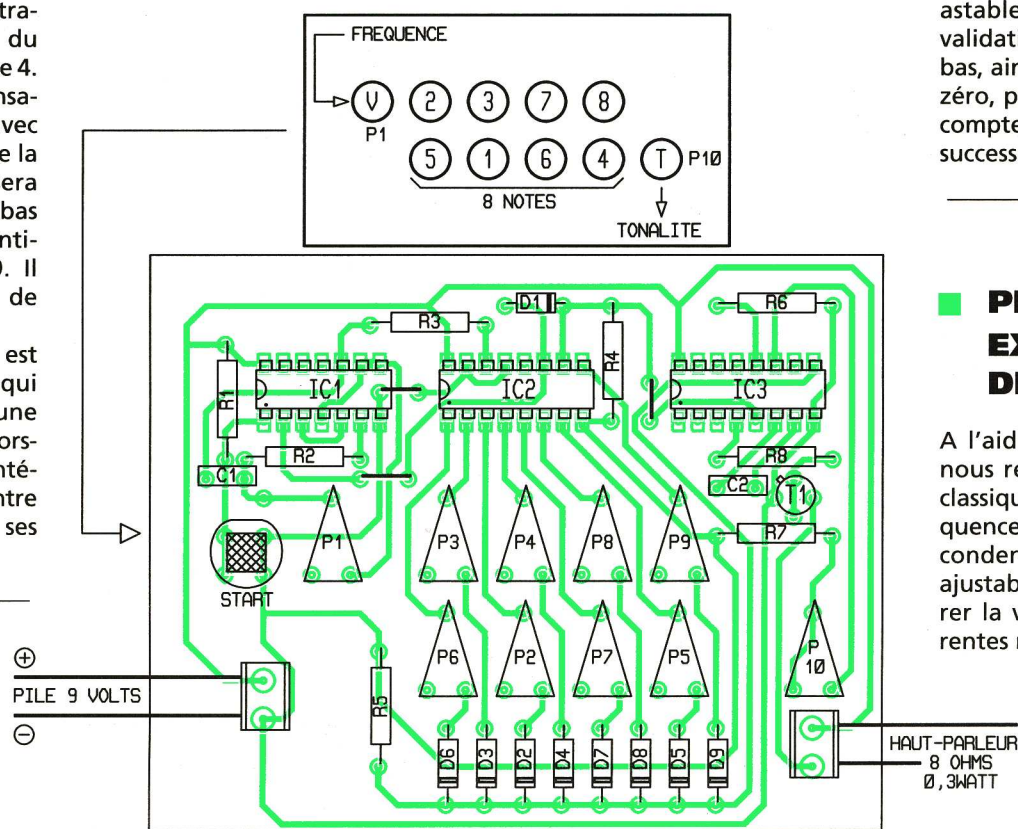 tra-
du
e 4.
nsa-
vec
e la
sera
bas
nti-
). Il
de
est
qui
une
ors-
nté-
ntre
ses
FREQUENCE
V 2 3 7 8
P1
5 1 6 4 T P10
8 NOTES
TONALITE
D1
R6
R3
R4
IC1 IC2 IC3
R1
R2
R8
C1
C2
T1
R7
P1 P3 P4 P8 P9
START
P6 P2 P7 P5
P
10
R5
D6 D3 D2 D4 D7 D8 D5 D9
+
PILE 9 VOLTS
−
HAUT-PARLEUR
8 OHMS
0,3WATT
astable
validati
bas, air
zéro, p
compte
success
PI
EX
DI
A l'aid
nous re
classiqu
quence
conden
ajustab
rer la v
rentes r